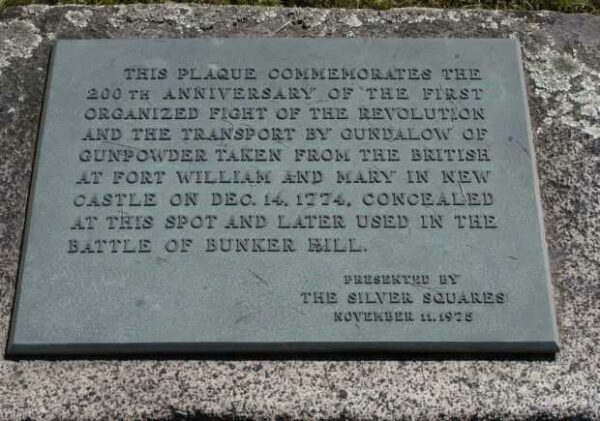 THIS PLAQUE COMMEMORATES THE
200TH ANNIVERSARY OF THE FIRST
ORGANIZED FIGHT OF THE REVOLUTION
AND THE TRANSPORT BY GUNDALOW OF
GUNPOWDER TAKEN FROM THE BRITISH
AT FORT WILLIAM AND MARY IN NEW
CASTLE ON DEC. 14, 1774, CONCEALED
AT THIS SPOT AND LATER USED IN THE
BATTLE OF BUNKER HILL.
PRESENTED BY
THE SILVER SQUARES
NOVEMBER 11, 1975